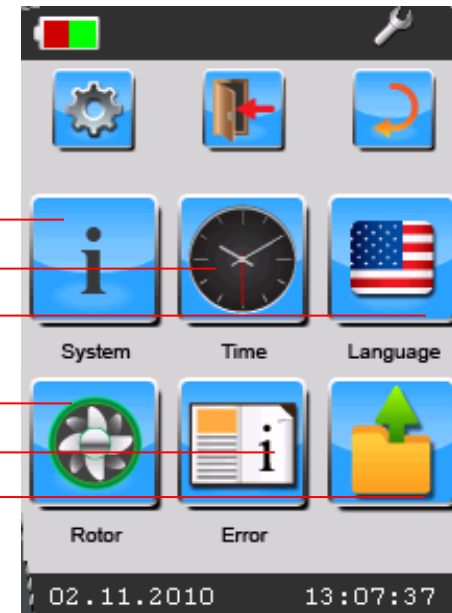 i
System Time Language
i
Rotor Error
02.11.2010 13:07:37